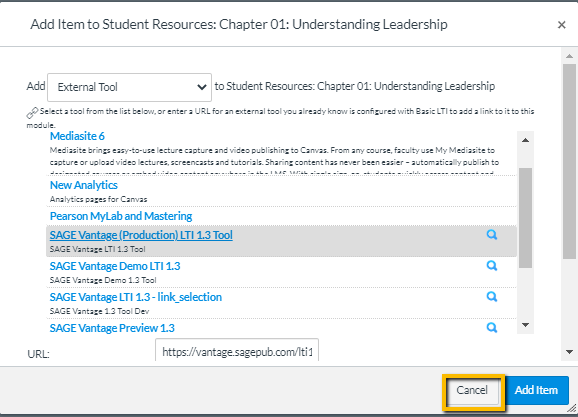 Add Item to Student Resources: Chapter 01: Understanding Leadership
×
Add External Tool to Student Resources: Chapter 01: Understanding Leadership
Select a tool from the list below, or enter a URL for an external tool you already know is configured with Basic LTI to add a link to it to this
module.
Mediasite 6
Mediasite brings easy-to-use lecture capture and video publishing to Canvas. From any course, faculty use My Mediasite to
capture or upload video lectures, screencasts and tutorials. Sharing content has never been easier – automatically publish to
New Analytics
Analytics pages for Canvas
Pearson MyLab and Mastering
SAGE Vantage (Production) LTI 1.3 Tool
SAGE Vantage LTI 1.3 Tool
SAGE Vantage Demo LTI 1.3
SAGE Vantage Demo 1.3 Tool
SAGE Vantage LTI 1.3 - link_selection
SAGE Vantage 1.3 Tool Dev
SAGE Vantage Preview 1.3
URL: https://vantage.sagepub.com/lti1
Cancel Add Item